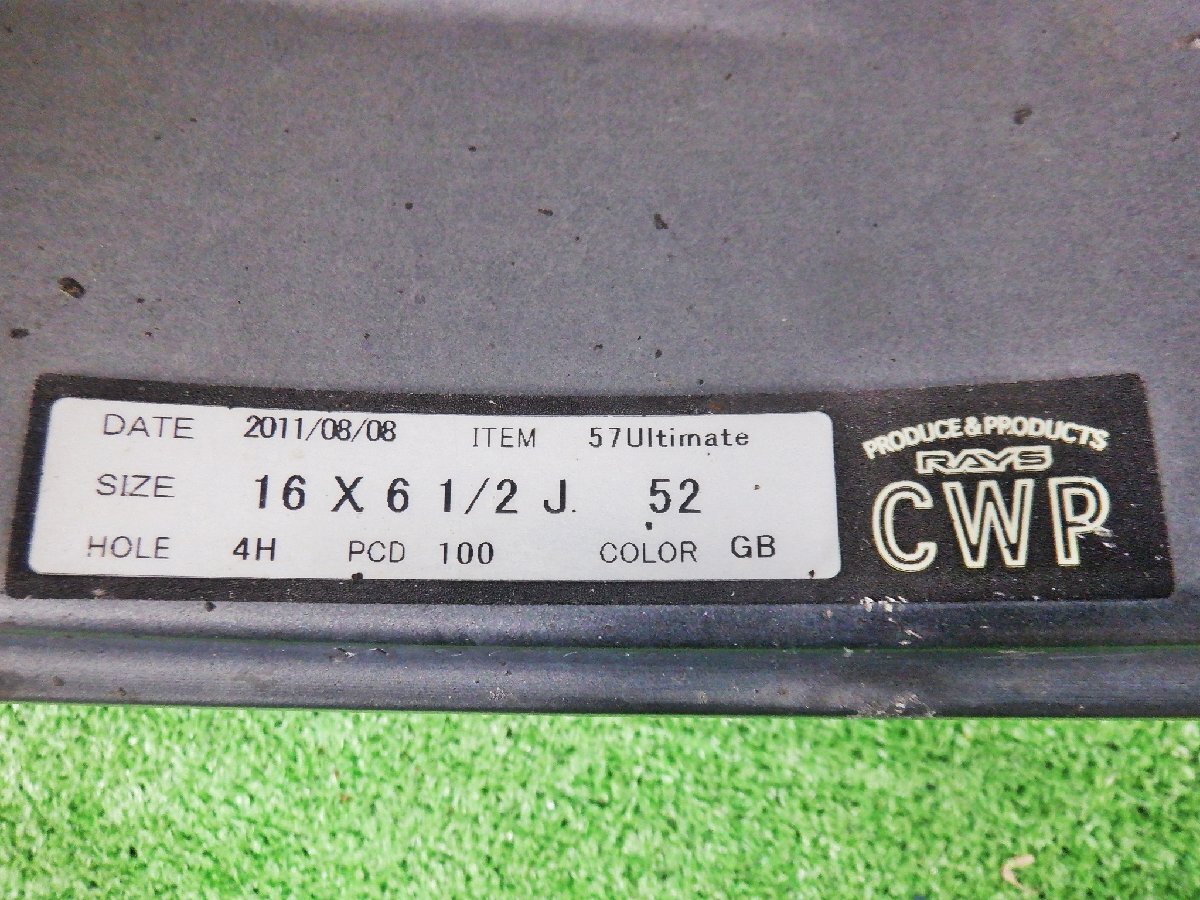 DATE 2011/08/08 ITEM 57Ultimate
SIZE 16 X 6 1/2 J. 52
HOLE 4H PCD 100 COLOR GB
PRODUCE & PRODUCTS
RAYS
CWP